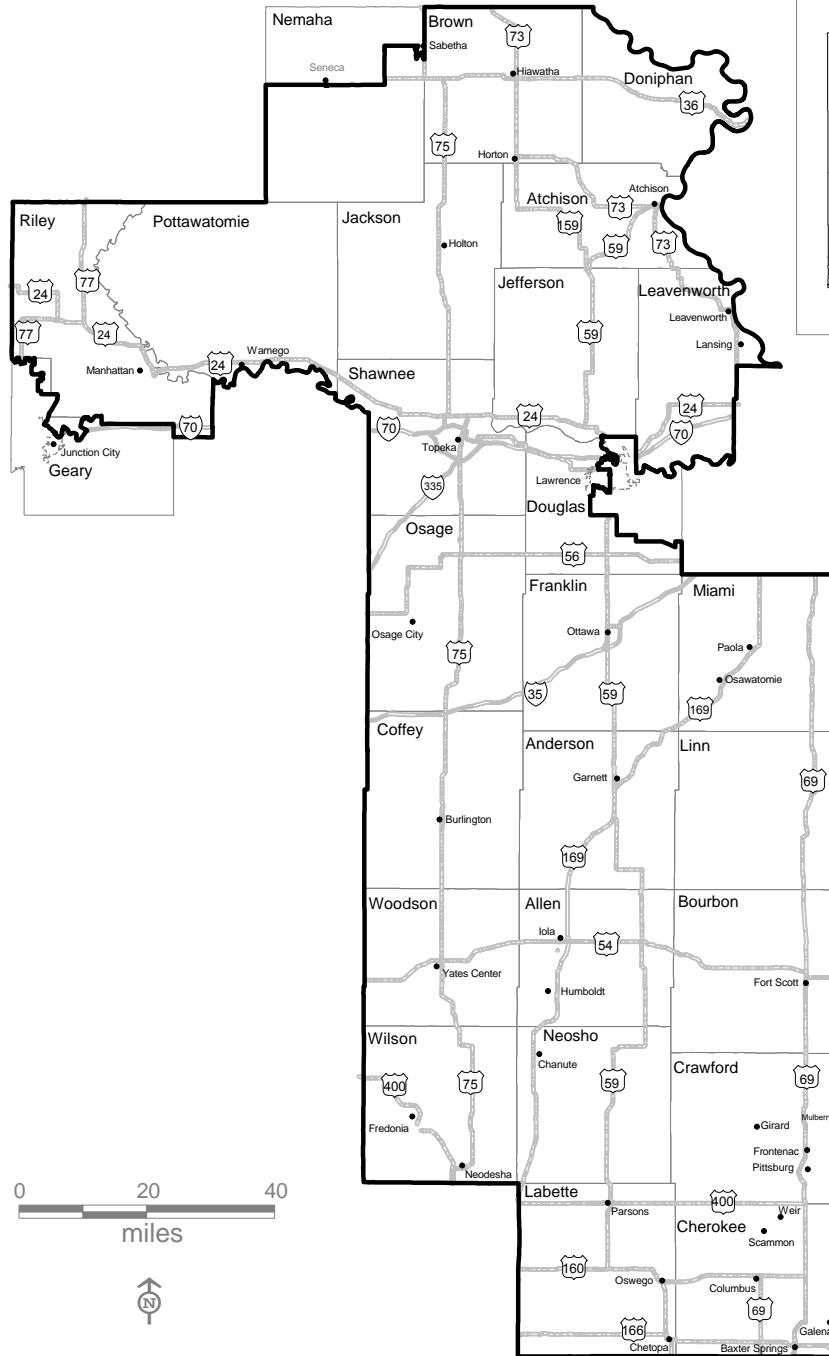 Nemaha
Brown
73
Sabetha
Seneca
Hiawatha
Doniphan
36
75
Horton
Atchison
Atchison
73
159
59
73
Riley
Pottawatomie
Jackson
Holton
Jefferson
77
24
Leavenworth
Leavenworth
77
24
59
Lansing
Wamego
24
Manhattan
Shawnee
24
24
70
70
70
Topeka
Junction City
Geary
335
Lawrence
Douglas
Osage
56
Franklin
Miami
Osage City
Ottawa
Paola
75
Osawatomie
35
59
169
Coffey
Anderson
Linn
Garnett
69
Burlington
169
Woodson
Allen
Bourbon
Iola
54
Yates Center
Fort Scott
Humboldt
Wilson
Neosho
Chanute
Crawford
400
75
59
69
Mulberry
Fredonia
Girard
Frontenac
Pittsburg
Neodesha
0 20 40
miles
N
Labette
Parsons
400
Weir
Cherokee
Scammon
160
Oswego
Columbus
69
166
Galena
Chetopa
Baxter Springs